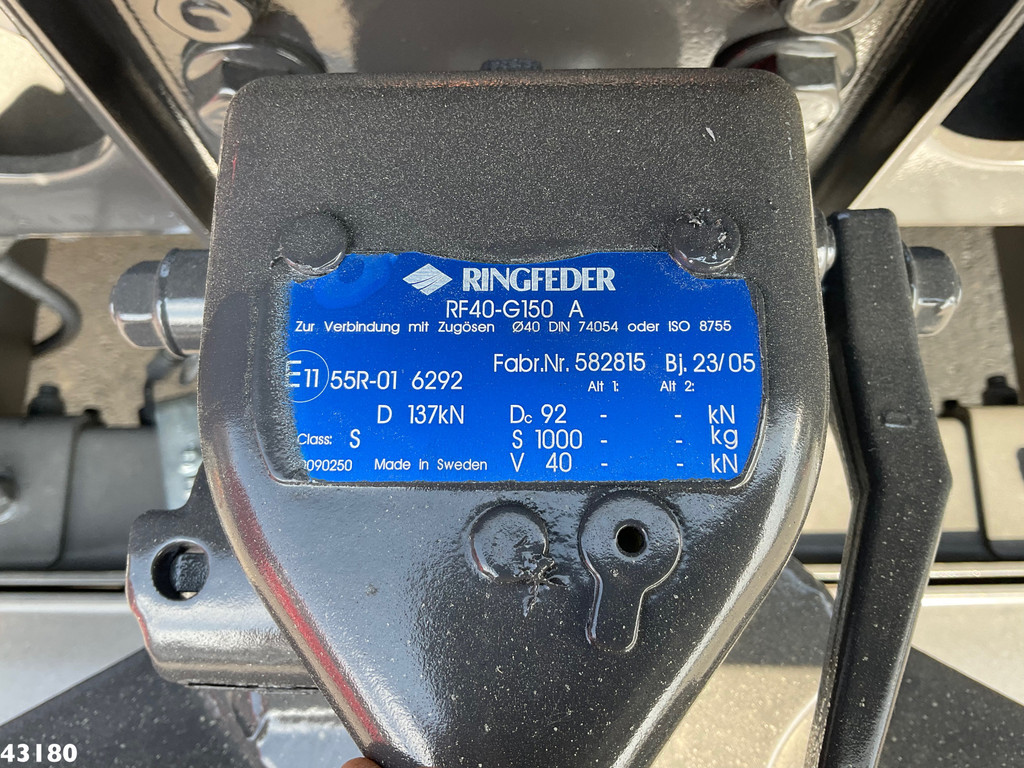 RINGFEDER
RF40-G150 A
Zur Verbindung mit Zugösen Ø40 DIN 74054 oder ISO 8755
Fabr.Nr. 582815 Bj. 23/05
E11 55R-01 6292
Alt 1: Alt 2:
D 137kN Dc 92 - - kN
Class: S S 1000 - - kg
Made in Sweden V 40 - - kN
43180